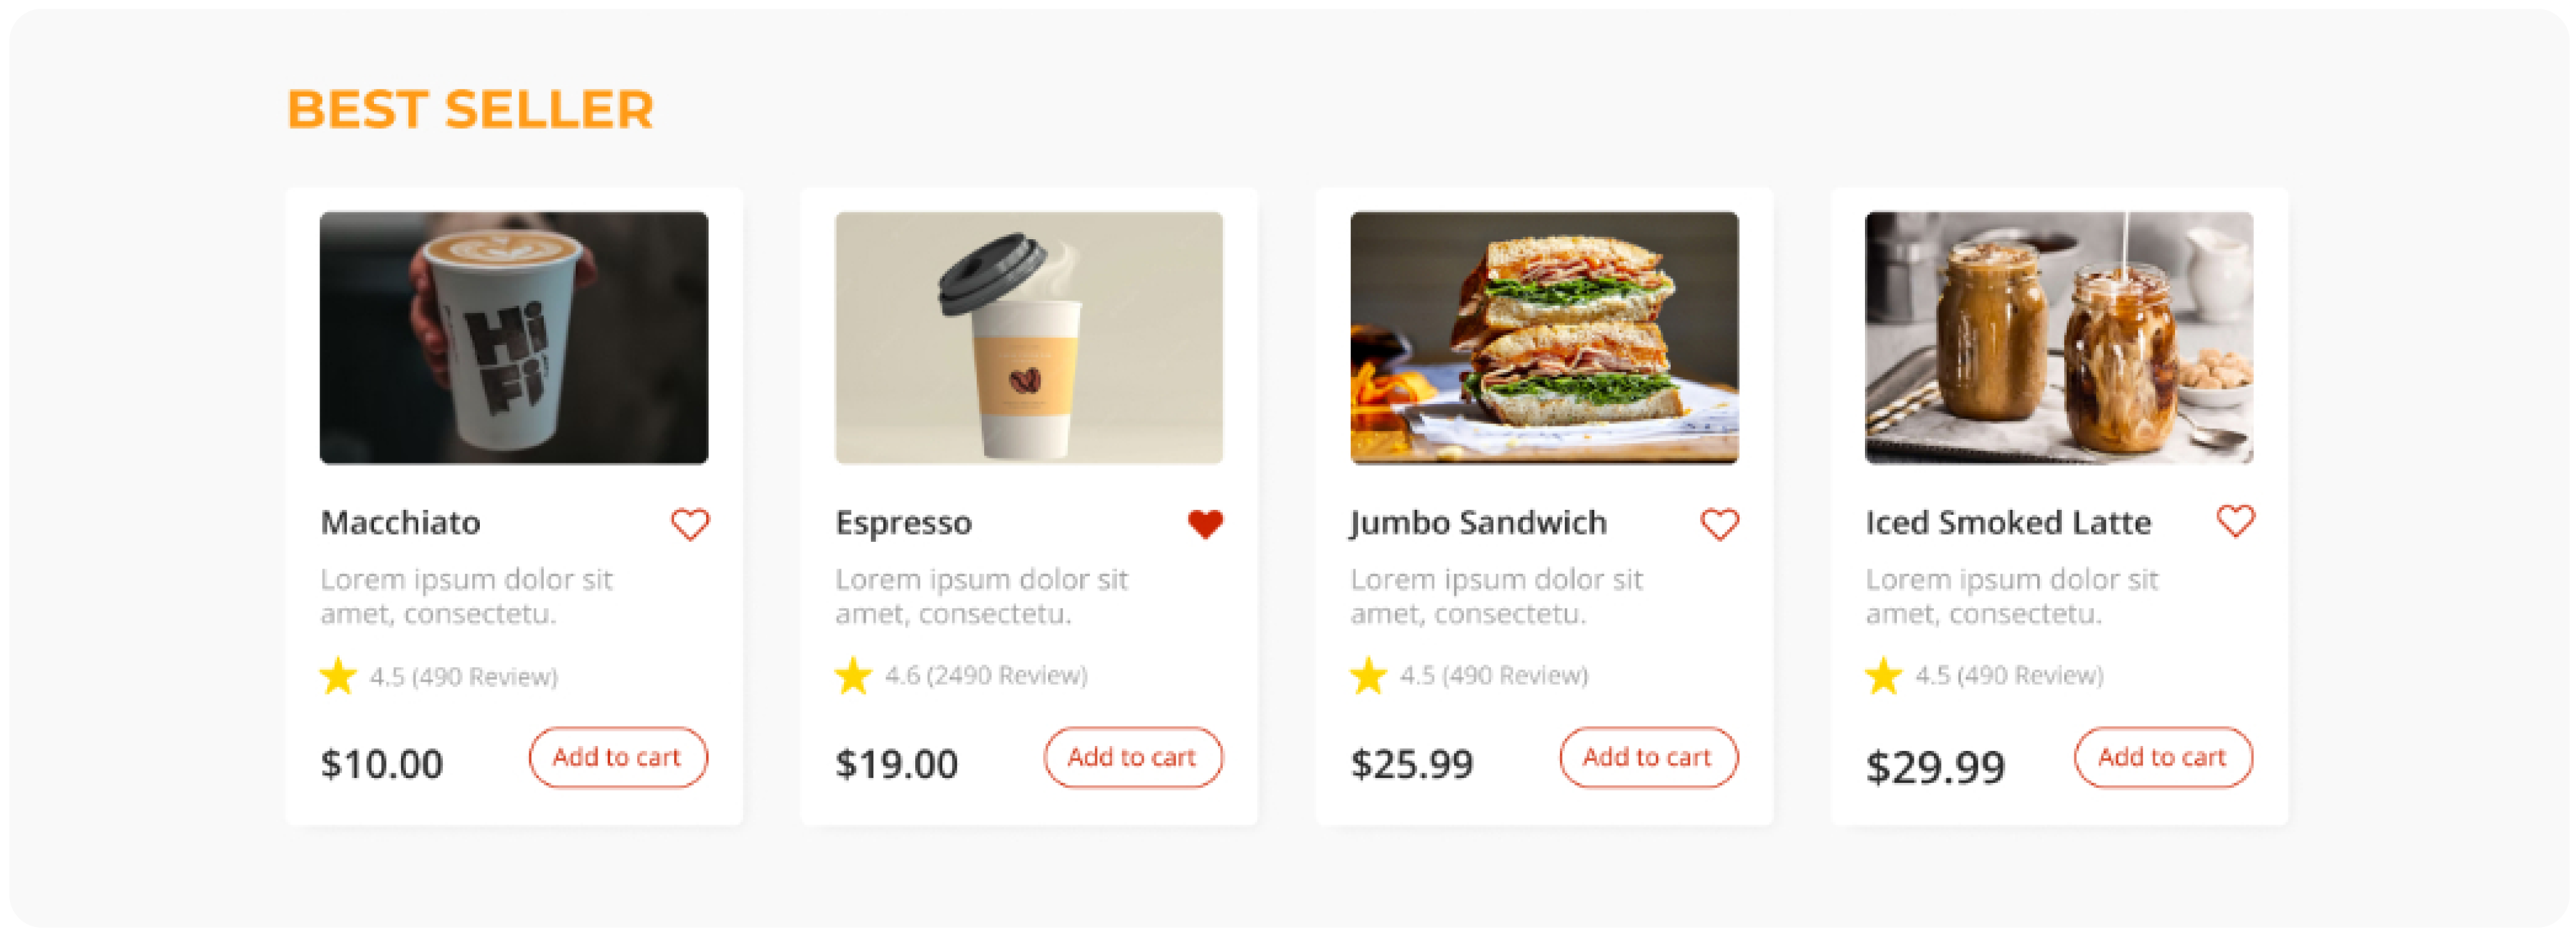 BEST SELLER
Hi
Fi
Macchiato
Lorem ipsum dolor sit
amet, consectetu.
4.5 (490 Review)
$10.00
Add to cart
Espresso
Lorem ipsum dolor sit
amet, consectetu.
4.6 (2490 Review)
$19.00
Add to cart
Jumbo Sandwich
Lorem ipsum dolor sit
amet, consectetu.
4.5 (490 Review)
$25.99
Add to cart
Iced Smoked Latte
Lorem ipsum dolor sit
amet, consectetu.
4.5 (490 Review)
$29.99
Add to cart